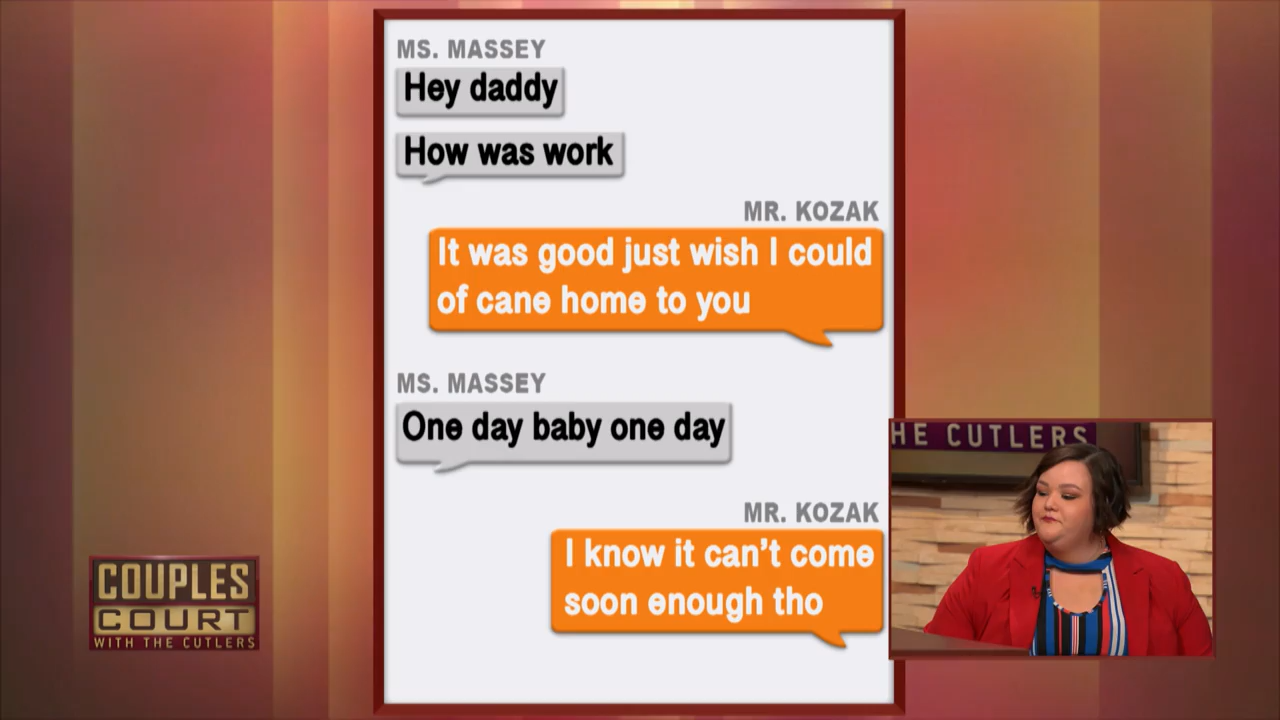 MS. MASSEY
Hey daddy
How was work
MR. KOZAK
It was good just wish I could
of cane home to you
MS. MASSEY
One day baby one day
MR. KOZAK
I know it can't come
soon enough tho
HE CUTLERS
COUPLES
COURT
WITH THE CUTLERS